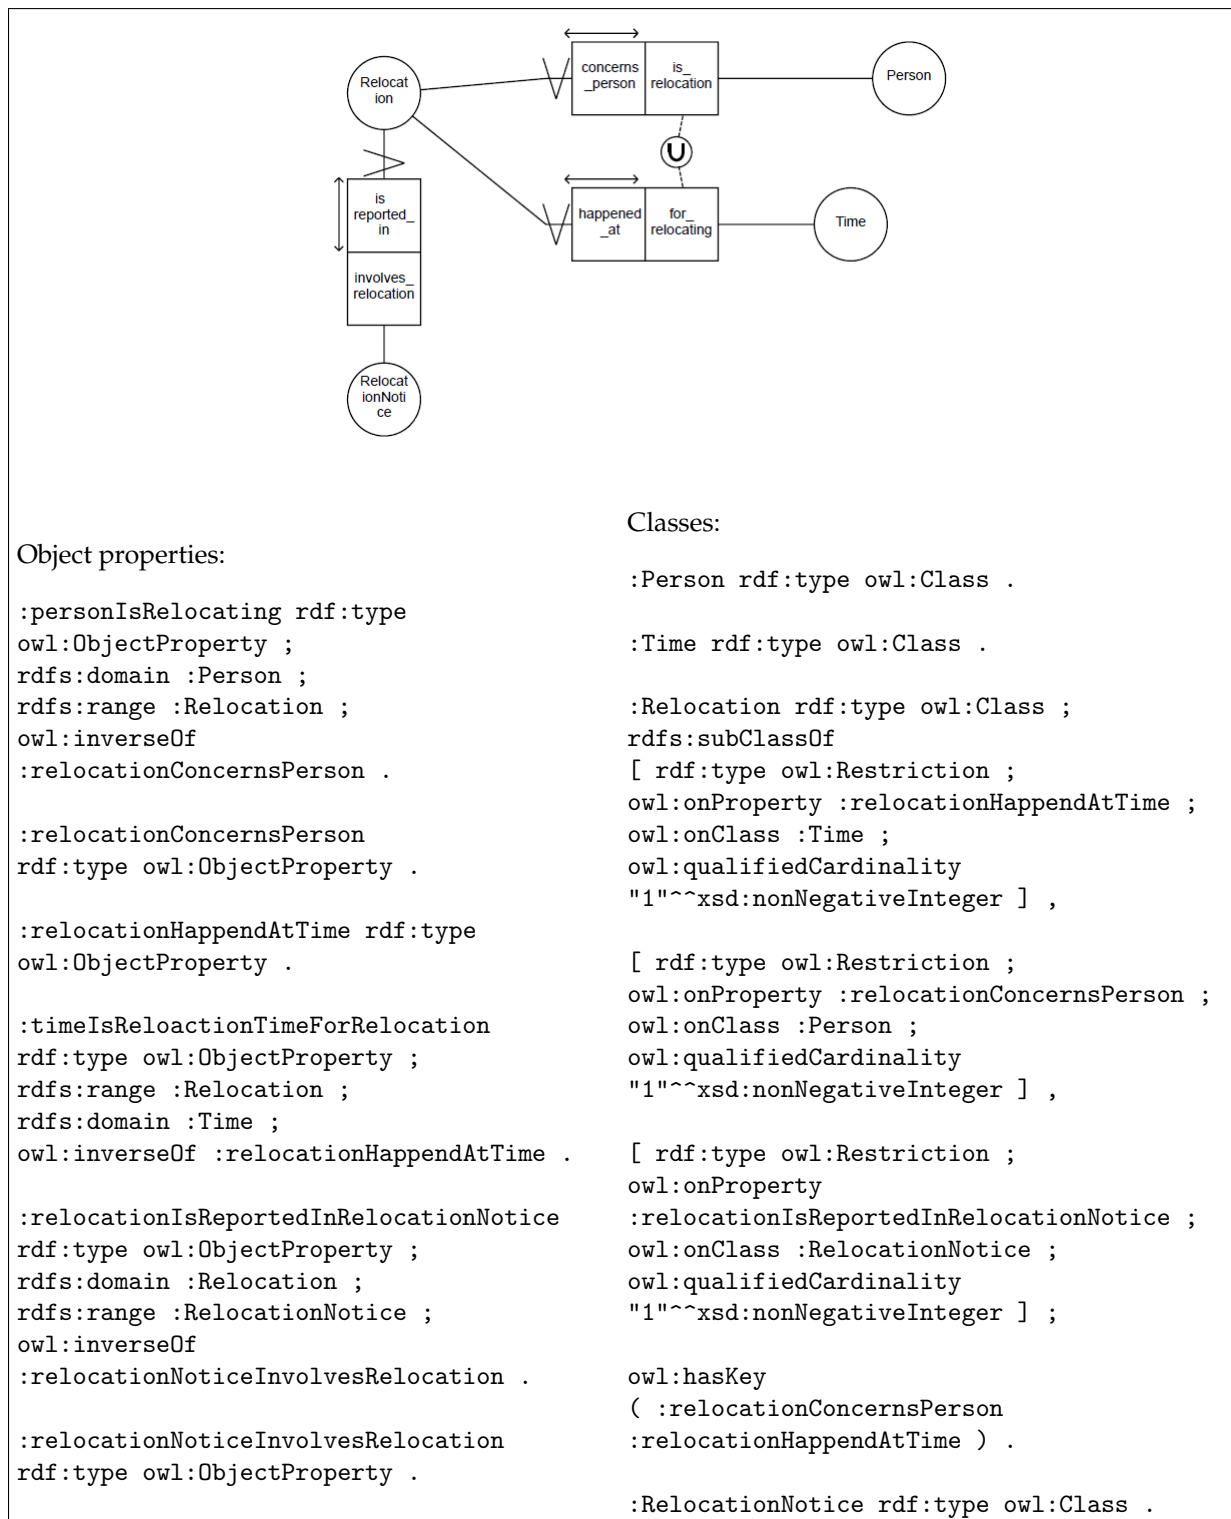 Relocat
ion
concerns
_person
is_
relocation
Person
U
is
reported_
in
happened
_at
for_
relocating
Time
involves_
relocation
Relocat
ionNoti
ce
Object properties:
:personIsRelocating rdf:type
owl:ObjectProperty ;
rdfs:domain :Person ;
rdfs:range :Relocation ;
owl:inverseOf
:relocationConcernsPerson .
:relocationConcernsPerson
rdf:type owl:ObjectProperty .
:relocationHappendAtTime rdf:type
owl:ObjectProperty .
:timeIsReloactionTimeForRelocation
rdf:type owl:ObjectProperty ;
rdfs:range :Relocation ;
rdfs:domain :Time ;
owl:inverseOf :relocationHappendAtTime .
:relocationIsReportedInRelocationNotice
rdf:type owl:ObjectProperty ;
rdfs:domain :Relocation ;
rdfs:range :RelocationNotice ;
owl:inverseOf
:relocationNoticeInvolvesRelocation .
:relocationNoticeInvolvesRelocation
rdf:type owl:ObjectProperty .
Classes:
:Person rdf:type owl:Class .
:Time rdf:type owl:Class .
:Relocation rdf:type owl:Class ;
rdfs:subClassOf
[ rdf:type owl:Restriction ;
owl:onProperty :relocationHappendAtTime ;
owl:onClass :Time ;
owl:qualifiedCardinality
"1"^^xsd:nonNegativeInteger ] ,
[ rdf:type owl:Restriction ;
owl:onProperty :relocationConcernsPerson ;
owl:onClass :Person ;
owl:qualifiedCardinality
"1"^^xsd:nonNegativeInteger ] ,
[ rdf:type owl:Restriction ;
owl:onProperty
:relocationIsReportedInRelocationNotice ;
owl:onClass :RelocationNotice ;
owl:qualifiedCardinality
"1"^^xsd:nonNegativeInteger ] ;
owl:hasKey
( :relocationConcernsPerson
:relocationHappendAtTime ) .
:RelocationNotice rdf:type owl:Class .